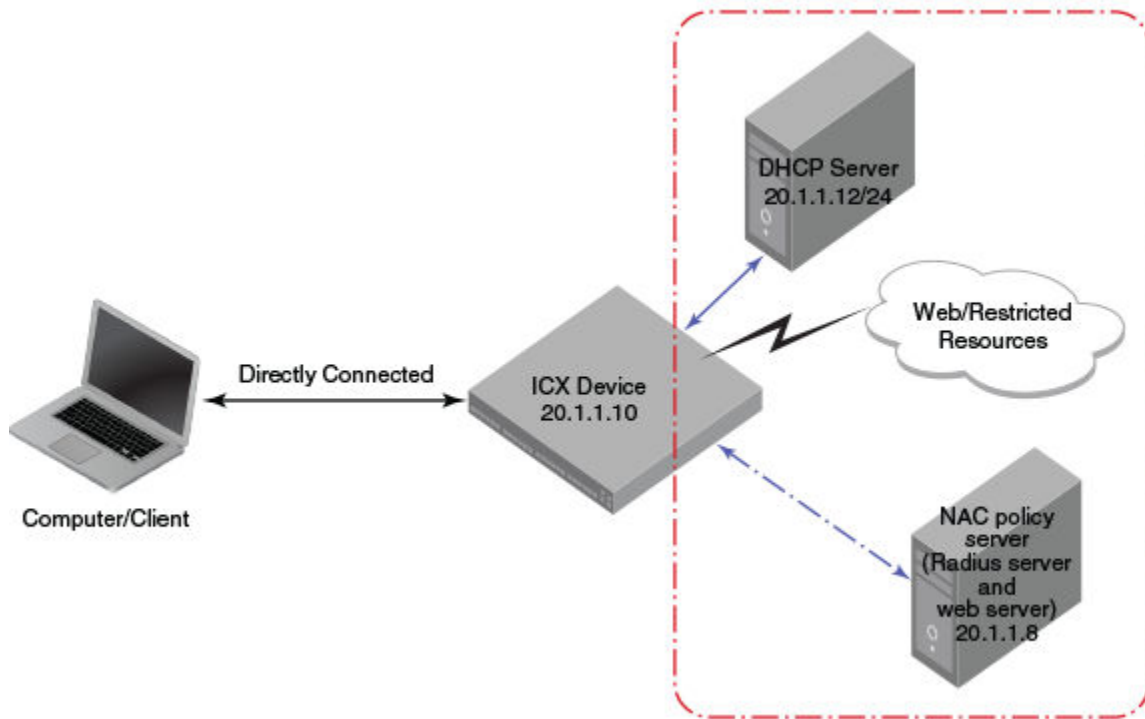 DHCP Server
20.1.1.12/24
Web/Restricted
Resources
Directly Connected
ICX Device
20.1.1.10
Computer/Client
NAC policy
server
(Radius server
and
web server)
20.1.1.8